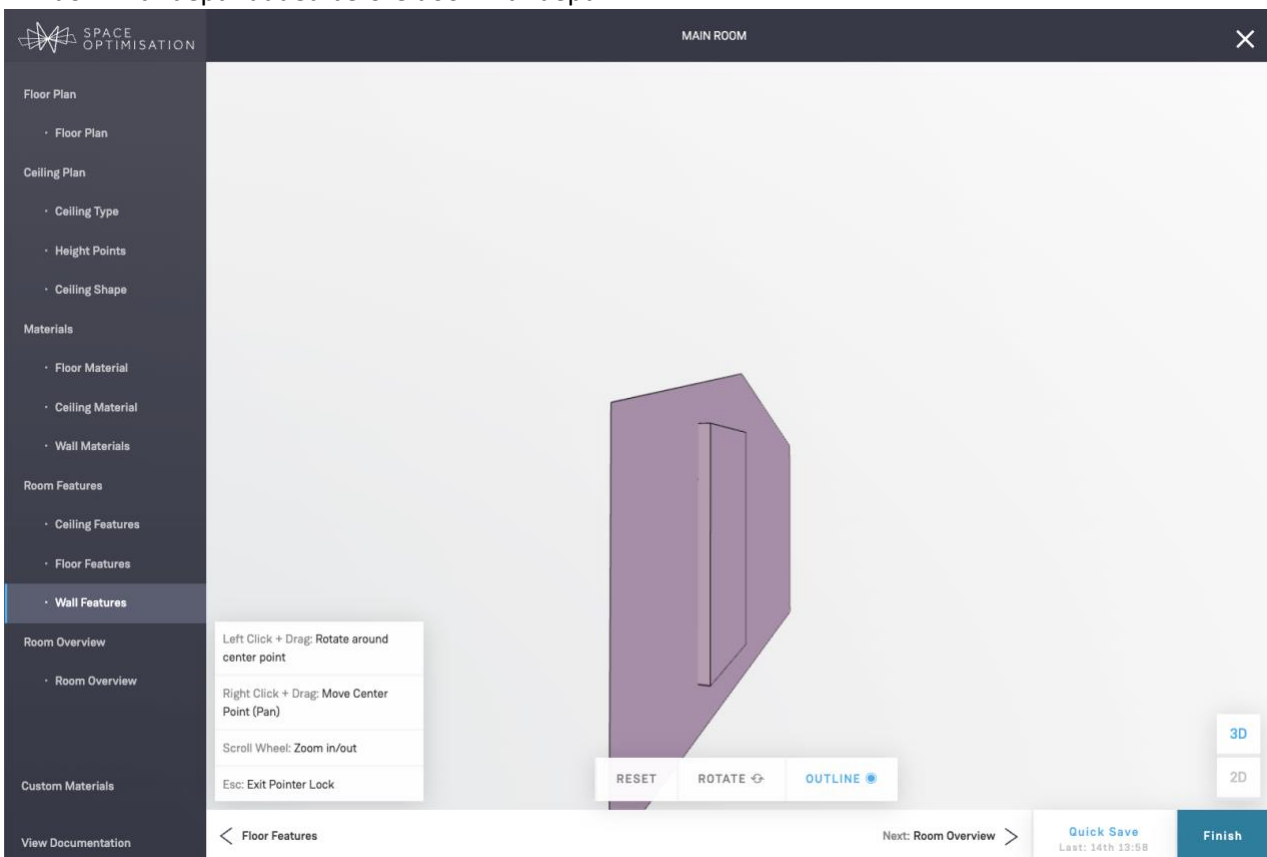 SPACE
OPTIMISATION
MAIN ROOM
Floor Plan
· Floor Plan
Ceiling Plan
· Ceiling Type
· Height Points
· Ceiling Shape
Materials
· Floor Material
· Ceiling Material
· Wall Materials
Room Features
· Ceiling Features
· Floor Features
· Wall Features
Room Overview
· Room Overview
Custom Materials
View Documentation
Left Click + Drag: Rotate around
center point
Right Click + Drag: Move Center
Point (Pan)
Scroll Wheel: Zoom in/out
Esc: Exit Pointer Lock
RESET ROTATE OUTLINE
3D
2D
< Floor Features
Next: Room Overview >
Quick Save
Last: 14th 13:58
Finish